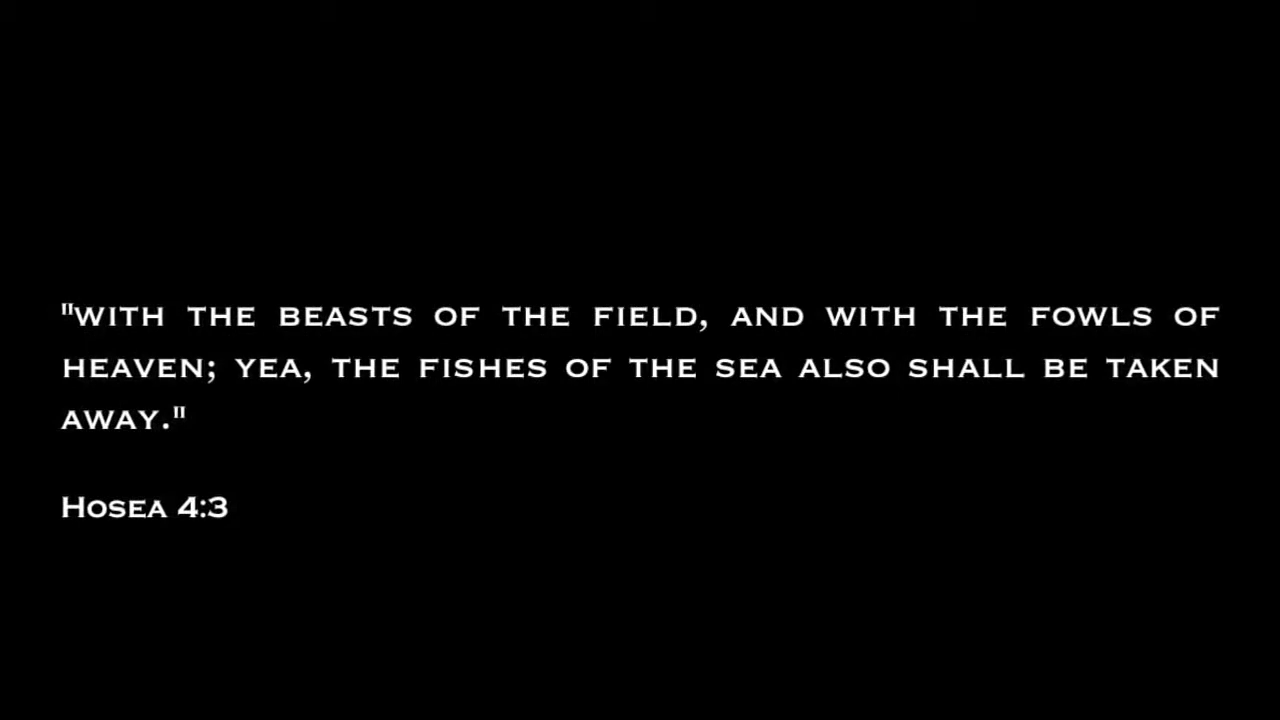 "WITH THE BEASTS OF THE FIELD, AND WITH THE FOWLS OF
HEAVEN; YEA, THE FISHES OF THE SEA ALSO SHALL BE TAKEN
AWAY."
HOSEA 4:3